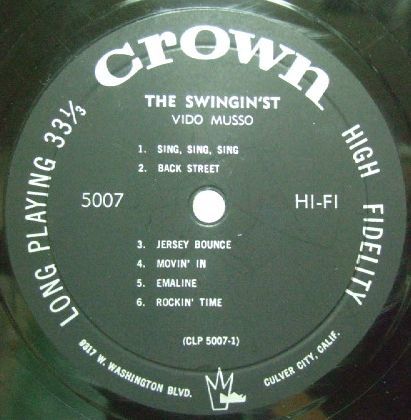 crown
THE SWINGIN'ST
VIDO MUSSO
1. SING, SING, SING
2. BACK STREET
LONG PLAYING 33⅓
5007
HI-FI
HIGH FIDELITY
3. JERSEY BOUNCE
4. MOVIN' IN
5. EMALINE
6. ROCKIN' TIME
(CLP 5007-1)
9317 W. WASHINGTON BLVD. CULVER CITY, CALIF.